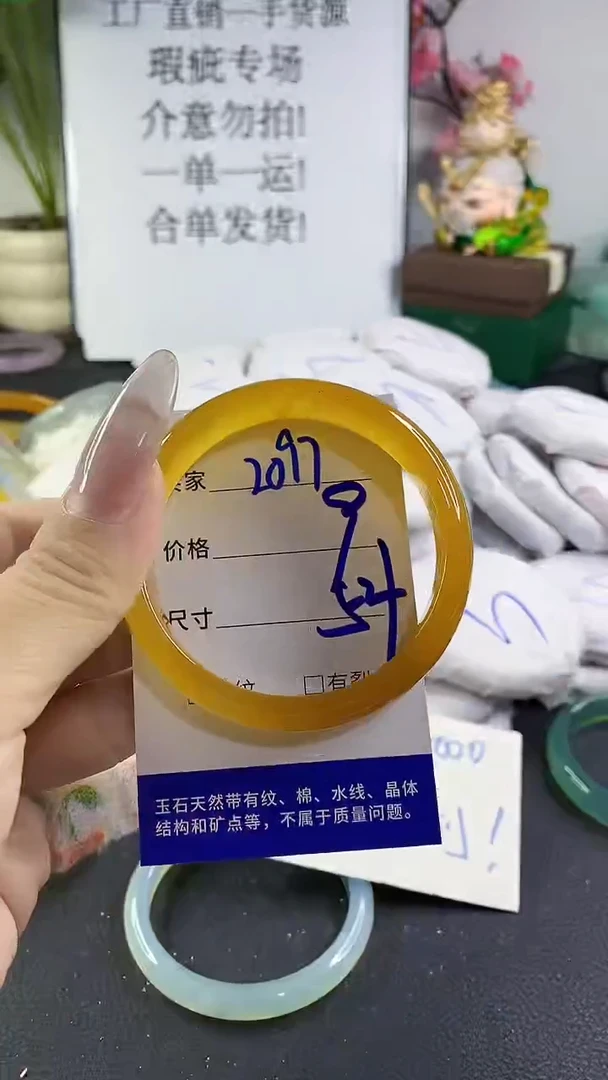 工厂直销一手货源
瑕疵专场
介意勿拍!
一单一运!
合单发货!
家 2097
价格 9
尺寸 54
纹 □有裂
玉石天然带有纹、棉、水线、晶体
结构和矿点等，不属于质量问题。